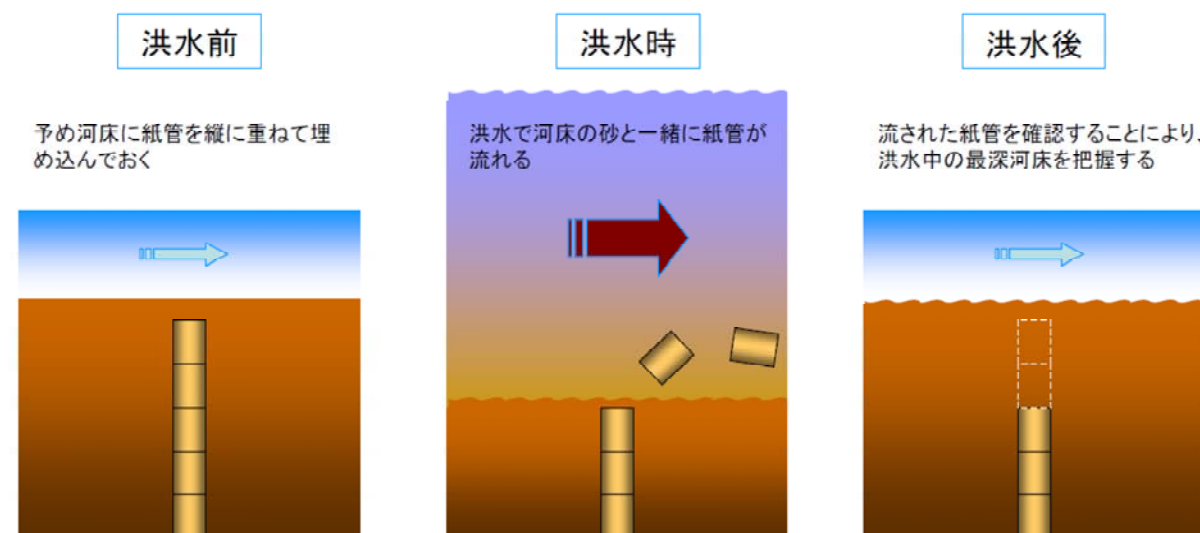 洪水前
予め河床に紙管を縦に重ねて埋
め込んでおく
洪水時
洪水で河床の砂と一緒に紙管が
流れる
洪水後
流された紙管を確認することにより、
洪水中の最深河床を把握する